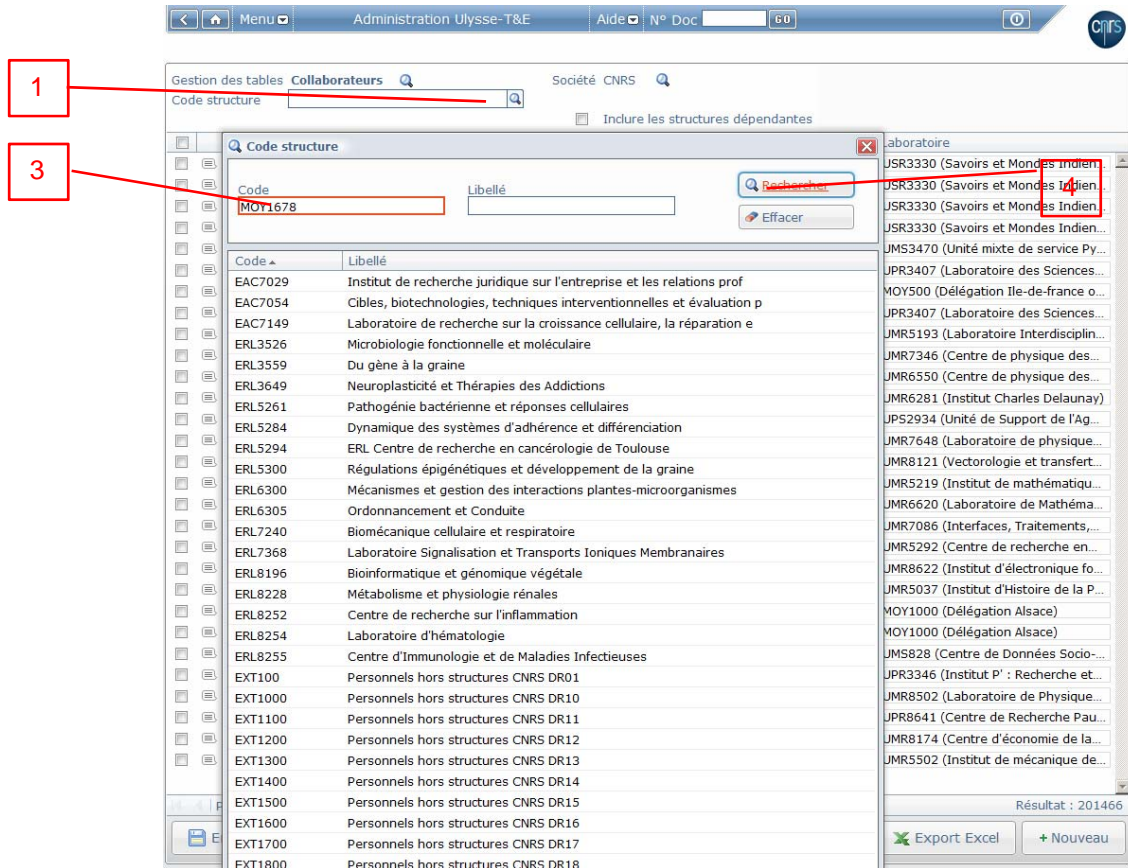 Menu Administration Ulysse-T&E Aide N° Doc GO
cnrs
Gestion des tables Collaborateurs Société CNRS
1
Code structure
Inclure les structures dépendantes
Code structure
Laboratoire
3
Code Libellé Rechercher
4
MOY1678
Effacer
Code Libellé
EAC7029 Institut de recherche juridique sur l'entreprise et les relations prof
EAC7054 Cibles, biotechnologies, techniques interventionnelles et évaluation p
EAC7149 Laboratoire de recherche sur la croissance cellulaire, la réparation e
ERL3526 Microbiologie fonctionnelle et moléculaire
ERL3559 Du gène à la graine
ERL3649 Neuroplasticité et Thérapies des Addictions
ERL5261 Pathogénie bactérienne et réponses cellulaires
ERL5284 Dynamique des systèmes d'adhérence et différenciation
ERL5294 ERL Centre de recherche en cancérologie de Toulouse
ERL5300 Régulations épigénétiques et développement de la graine
ERL6300 Mécanismes et gestion des interactions plantes-microorganismes
ERL6305 Ordonnancement et Conduite
ERL7240 Biomécanique cellulaire et respiratoire
ERL7368 Laboratoire Signalisation et Transports Ioniques Membranaires
ERL8196 Bioinformatique et génomique végétale
ERL8228 Métabolisme et physiologie rénales
ERL8252 Centre de recherche sur l'inflammation
ERL8254 Laboratoire d'hématologie
ERL8255 Centre d'Immunologie et de Maladies Infectieuses
EXT100 Personnels hors structures CNRS DR01
EXT1000 Personnels hors structures CNRS DR10
EXT1100 Personnels hors structures CNRS DR11
EXT1200 Personnels hors structures CNRS DR12
EXT1300 Personnels hors structures CNRS DR13
EXT1400 Personnels hors structures CNRS DR14
EXT1500 Personnels hors structures CNRS DR15
EXT1600 Personnels hors structures CNRS DR16
EXT1700 Personnels hors structures CNRS DR17
EXT1800 Personnels hors structures CNRS DR18
USR3330 (Savoirs et Mondes Indien...
USR3330 (Savoirs et Mondes Indien...
USR3330 (Savoirs et Mondes Indien...
USR3330 (Savoirs et Mondes Indien...
UMS3470 (Unité mixte de service Py...
UPR3407 (Laboratoire des Sciences...
MOY500 (Délégation Ile-de-france o...
UPR3407 (Laboratoire des Sciences...
UMR5193 (Laboratoire Interdisciplin...
UMR7346 (Centre de physique des...
UMR6550 (Centre de physique des...
UMR6281 (Institut Charles Delaunay)
UPS2934 (Unité de Support de l'Ag...
UMR7648 (Laboratoire de physique...
UMR8121 (Vectorologie et transfert...
UMR5219 (Institut de mathématiqu...
UMR6620 (Laboratoire de Mathéma...
UMR7086 (Interfaces, Traitements,...
UMR5292 (Centre de recherche en...
UMR8622 (Institut d'électronique fo...
UMR5037 (Institut d'Histoire de la P...
MOY1000 (Délégation Alsace)
MOY1000 (Délégation Alsace)
UMS828 (Centre de Données Socio-...
UPR3346 (Institut P' : Recherche et...
UMR8502 (Laboratoire de Physique...
UPR8641 (Centre de Recherche Pau...
UMR8174 (Centre d'économie de la...
UMR5502 (Institut de mécanique de...
Résultat : 201466
Export Excel + Nouveau